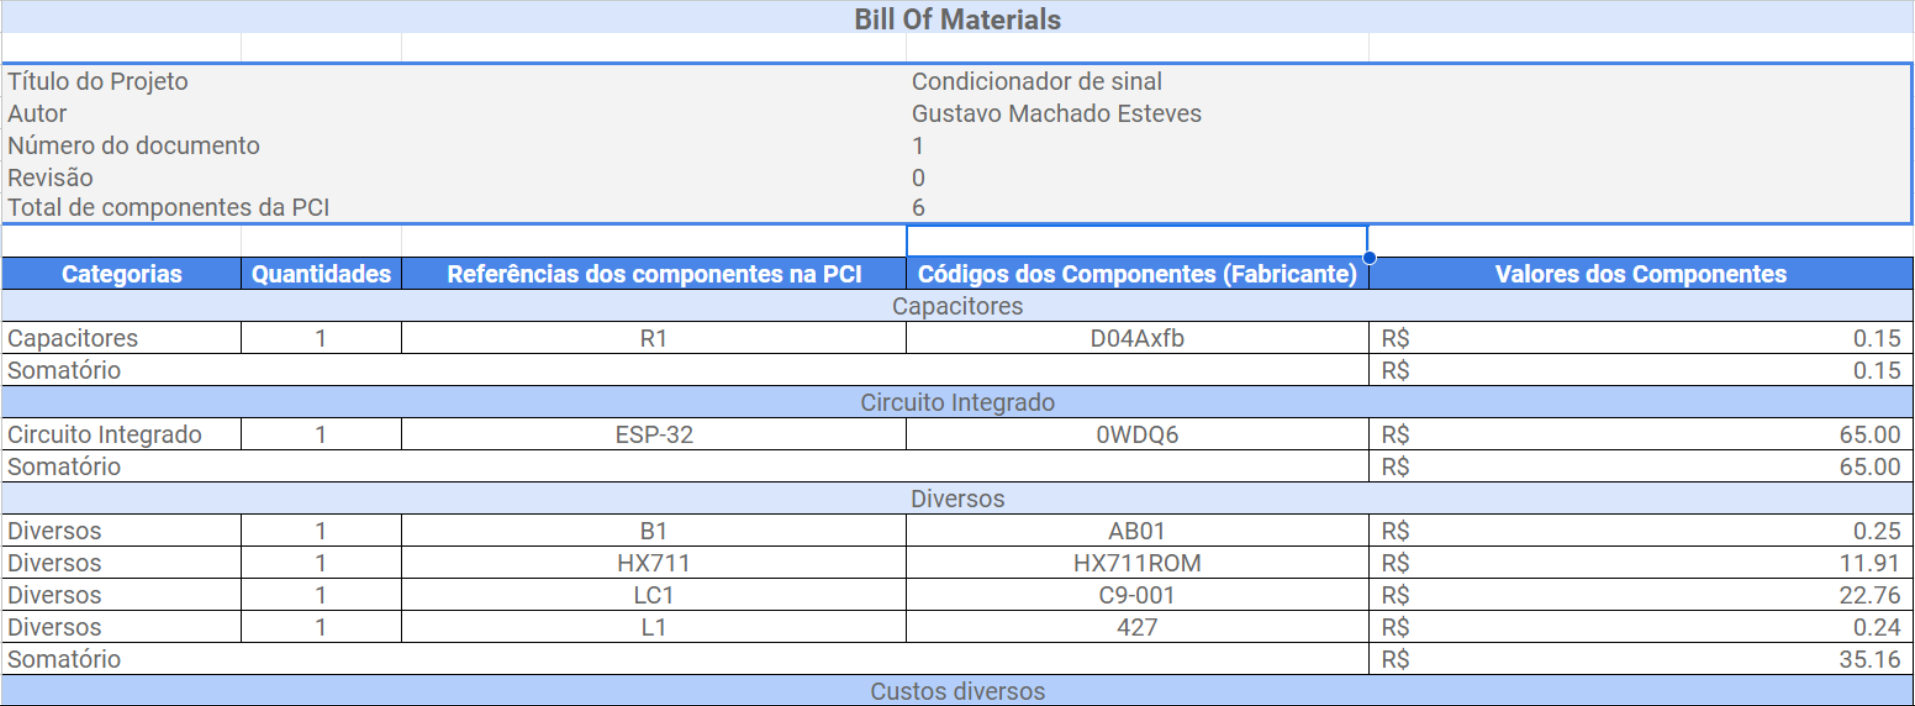 Bill Of Materials
Título do Projeto Condicionador de sinal
Autor Gustavo Machado Esteves
Número do documento 1
Revisão 0
Total de componentes da PCI 6
Categorias Quantidades Referências dos componentes na PCI Códigos dos Componentes (Fabricante) Valores dos Componentes
Capacitores
Capacitores 1 R1 D04Axfb R$ 0.15
Somatório R$ 0.15
Circuito Integrado
Circuito Integrado 1 ESP-32 0WDQ6 R$ 65.00
Somatório R$ 65.00
Diversos
Diversos 1 B1 AB01 R$ 0.25
Diversos 1 HX711 HX711ROM R$ 11.91
Diversos 1 LC1 C9-001 R$ 22.76
Diversos 1 L1 427 R$ 0.24
Somatório R$ 35.16
Custos diversos